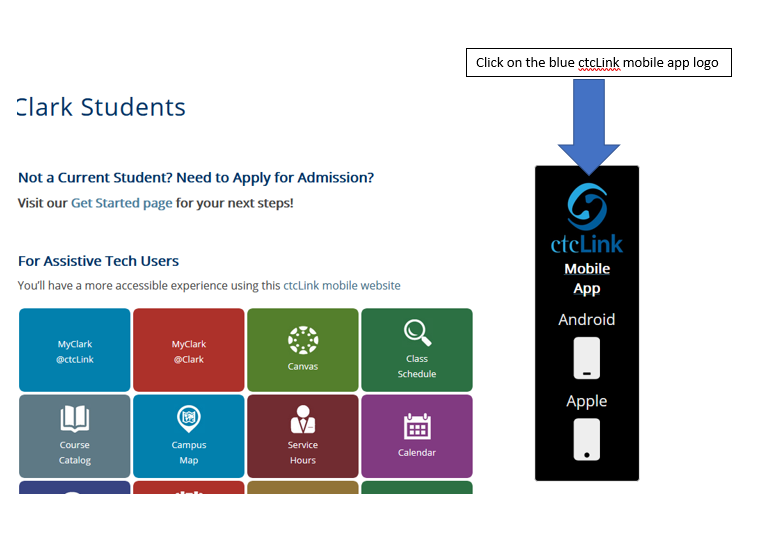 Click on the blue ctcLink mobile app logo
Clark Students
Not a Current Student? Need to Apply for Admission?
Visit our Get Started page for your next steps!
For Assistive Tech Users
You'll have a more accessible experience using this ctcLink mobile website
MyClark
@ctcLink
MyClark
@Clark
Canvas
Class
Schedule
Course
Catalog
Campus
Map
Service
Hours
Calendar
ctcLink
Mobile
App
Android
Apple